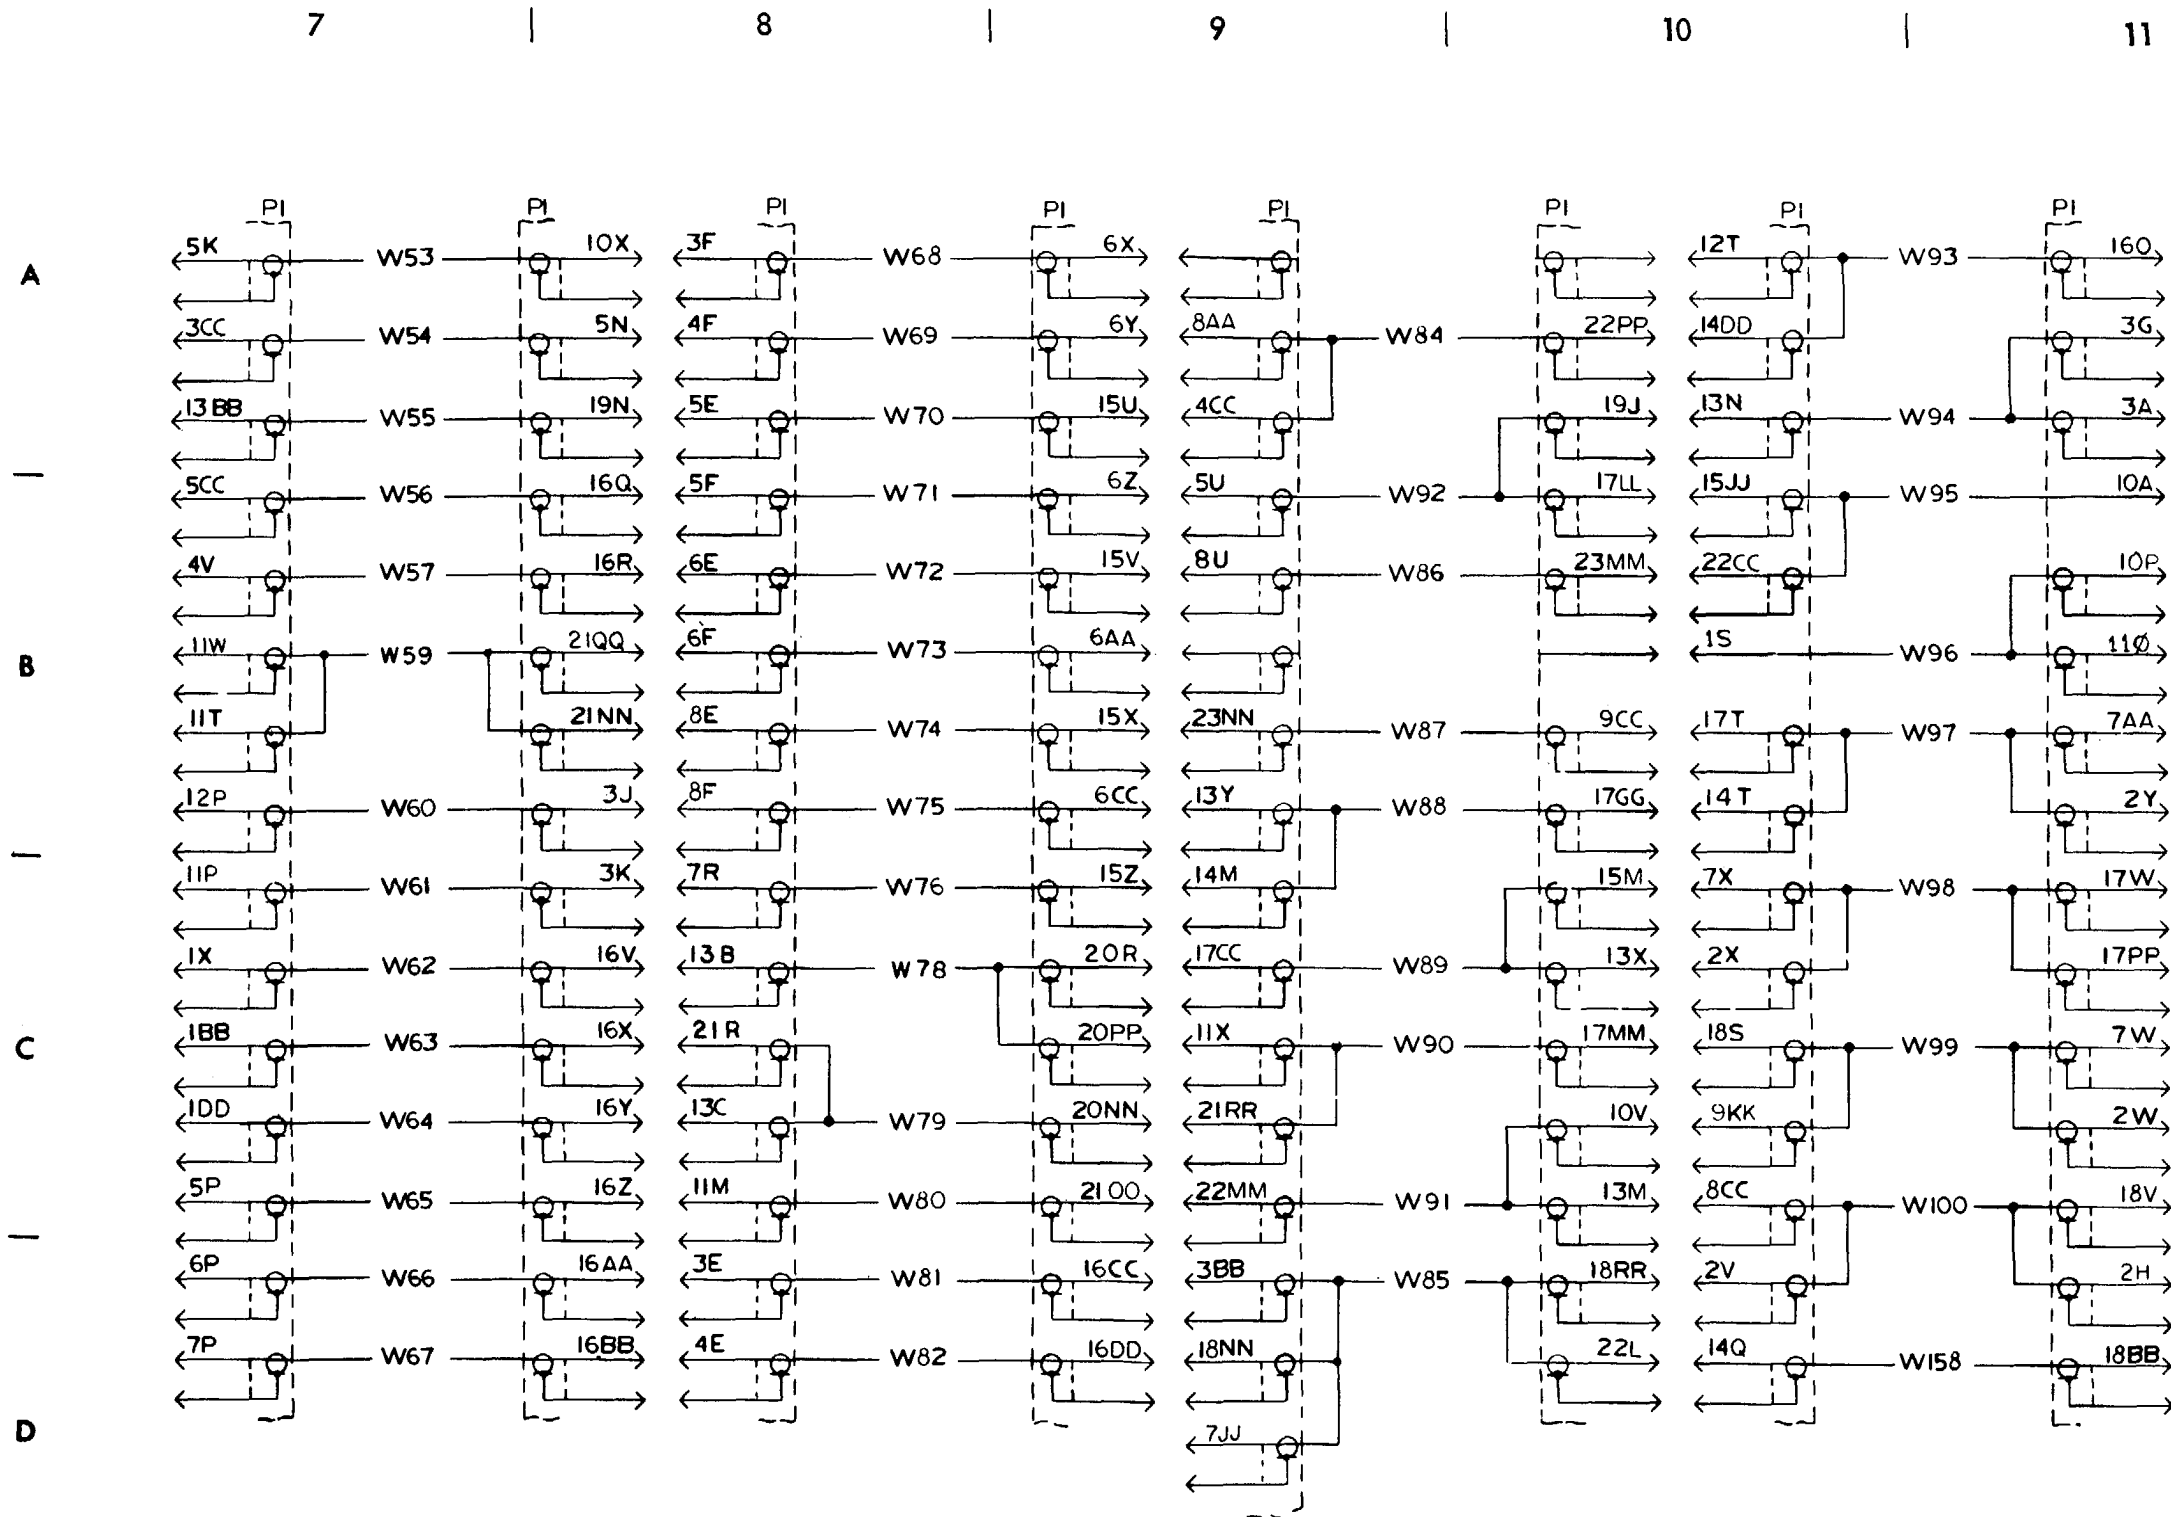 7 | 8 | 9 | 10 | 11
P1 P1 P1 P1 P1 P1 P1 P1
A
5K W53 10X 3F W68 6X 12T W93 16O
3CC W54 5N 4F W69 6Y 8AA W84 22PP 14DD 3G
13BB W55 19N 5E W70 15U 4CC 19J 13N W94 3A
5CC W56 16Q 5F W71 6Z 5U W92 17LL 15JJ W95 10A
4V W57 16R 6E W72 15V 8U W86 23MM 22CC 10P
B
11W W59 21QQ 6F W73 6AA 1S W96 11Ø
11T 21NN 8E W74 15X 23NN W87 9CC 17T W97 7AA
12P W60 3J 8F W75 6CC 13Y W88 17GG 14T 2Y
11P W61 3K 7R W76 15Z 14M 15M 7X W98 17W
1X W62 16V 13B W78 20R 17CC W89 13X 2X 17PP
C
1BB W63 16X 21R 20PP 11X W90 17MM 18S W99 7W
1DD W64 16Y 13C W79 20NN 21RR 10V 9KK 2W
5P W65 16Z 11M W80 21OO 22MM W91 13M 8CC W100 18V
6P W66 16AA 3E W81 16CC 3BB W85 18RR 2V 2H
7P W67 16BB 4E W82 16DD 18NN 22L 14Q W158 18BB
D
7JJ